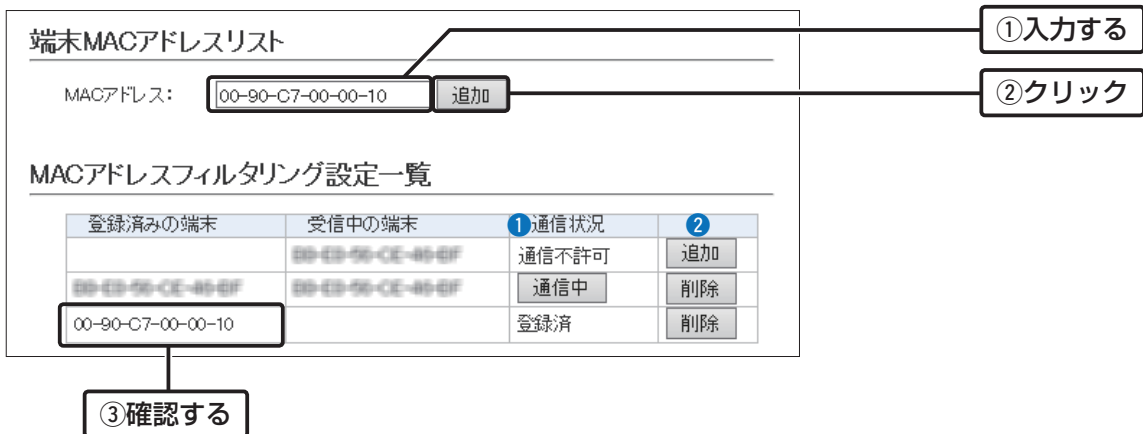 端末MACアドレスリスト
①入力する
MACアドレス： 00-90-C7-00-00-10 追加
②クリック
MACアドレスフィルタリング設定一覧
登録済みの端末 受信中の端末 ❶通信状況 ❷
通信不許可 追加
通信中 削除
00-90-C7-00-00-10 登録済 削除
③確認する